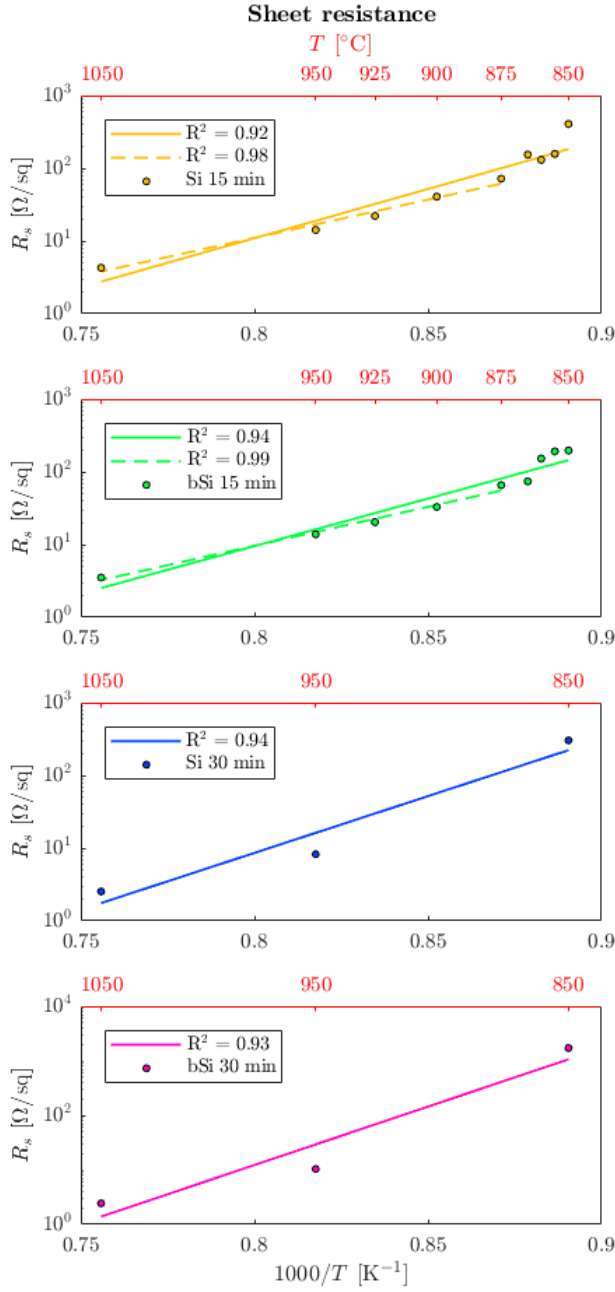 Sheet resistance
T [°C]
1050 950 925 900 875 850
10³
10²
10¹
10⁰
R_s [Ω/sq]
R² = 0.92
R² = 0.98
Si 15 min
0.75 0.8 0.85 0.9
1050 950 925 900 875 850
10³
10²
10¹
10⁰
R_s [Ω/sq]
R² = 0.94
R² = 0.99
bSi 15 min
0.75 0.8 0.85 0.9
1050 950 850
10³
10²
10¹
10⁰
R_s [Ω/sq]
R² = 0.94
Si 30 min
0.75 0.8 0.85 0.9
1050 950 850
10⁴
10²
10⁰
R_s [Ω/sq]
R² = 0.93
bSi 30 min
0.75 0.8 0.85 0.9
1000/T [K⁻¹]